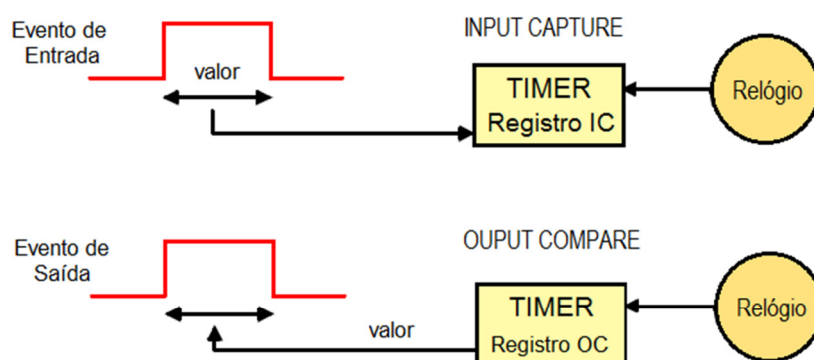 Evento de
Entrada
valor
INPUT CAPTURE
TIMER
Registro IC
Relógio
Evento de
Saída
valor
OUPUT COMPARE
TIMER
Registro OC
Relógio